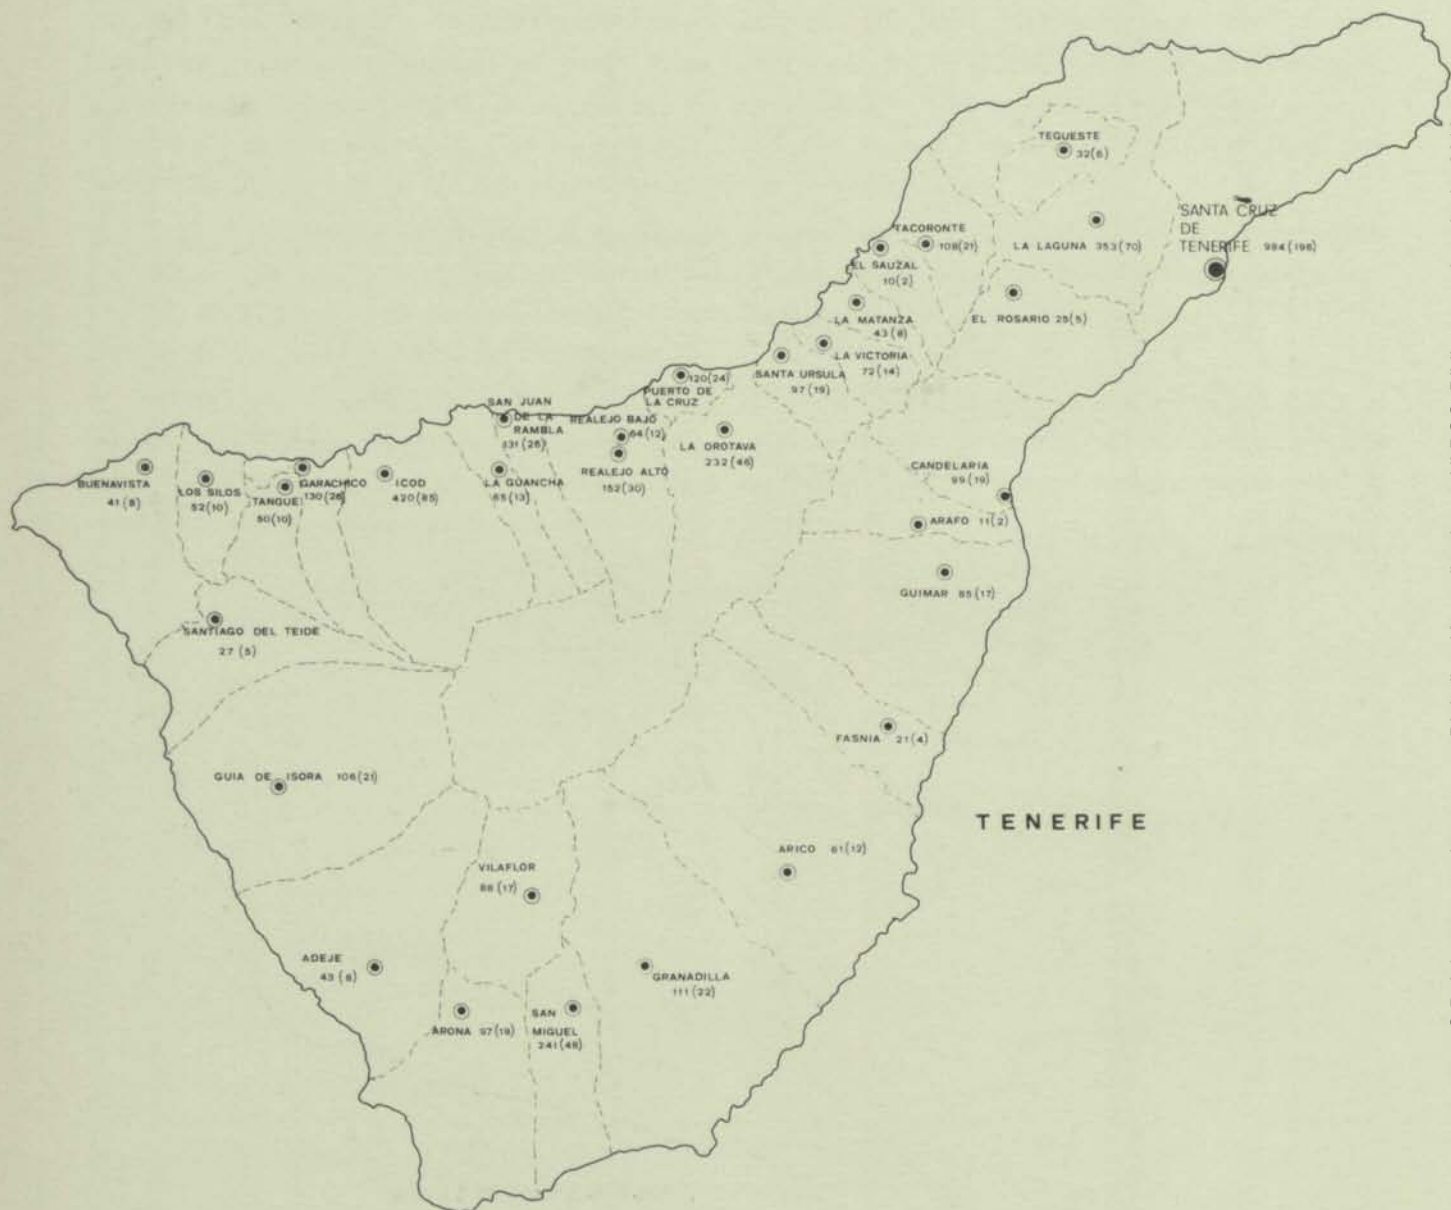 TEGUESTE
32(6)
SANTA CRUZ
DE
TENERIFE 984 (196)
LA LAGUNA 353(70)
TACORONTE
108(21)
EL SAUZAL
10(2)
EL ROSARIO 25(5)
LA MATANZA
43(8)
LA VICTORIA
72(14)
SANTA URSULA
97(19)
120(24)
PUERTO DE
LA CRUZ
SAN JUAN
DE LA
RAMBLA
131(26)
REALEJO BAJO
64(12)
REALEJO ALTO
152(30)
LA OROTAVA
232(46)
CANDELARIA
99(19)
ARAFO 11(2)
GUIMAR 85(17)
BUENAVISTA
41(8)
LOS SILOS
52(10)
TANQUE
50(10)
GARACHICO
130(26)
ICOD
420(85)
LA GUANCHA
65(13)
SANTIAGO DEL TEIDE
27(5)
GUIA DE ISORA 106(21)
FASNIA 21(4)
TENERIFE
ARICO 61(12)
VILAFLOR
88(17)
ADEJE
43(8)
GRANADILLA
111(22)
ARONA 97(19)
SAN
MIGUEL
241(48)